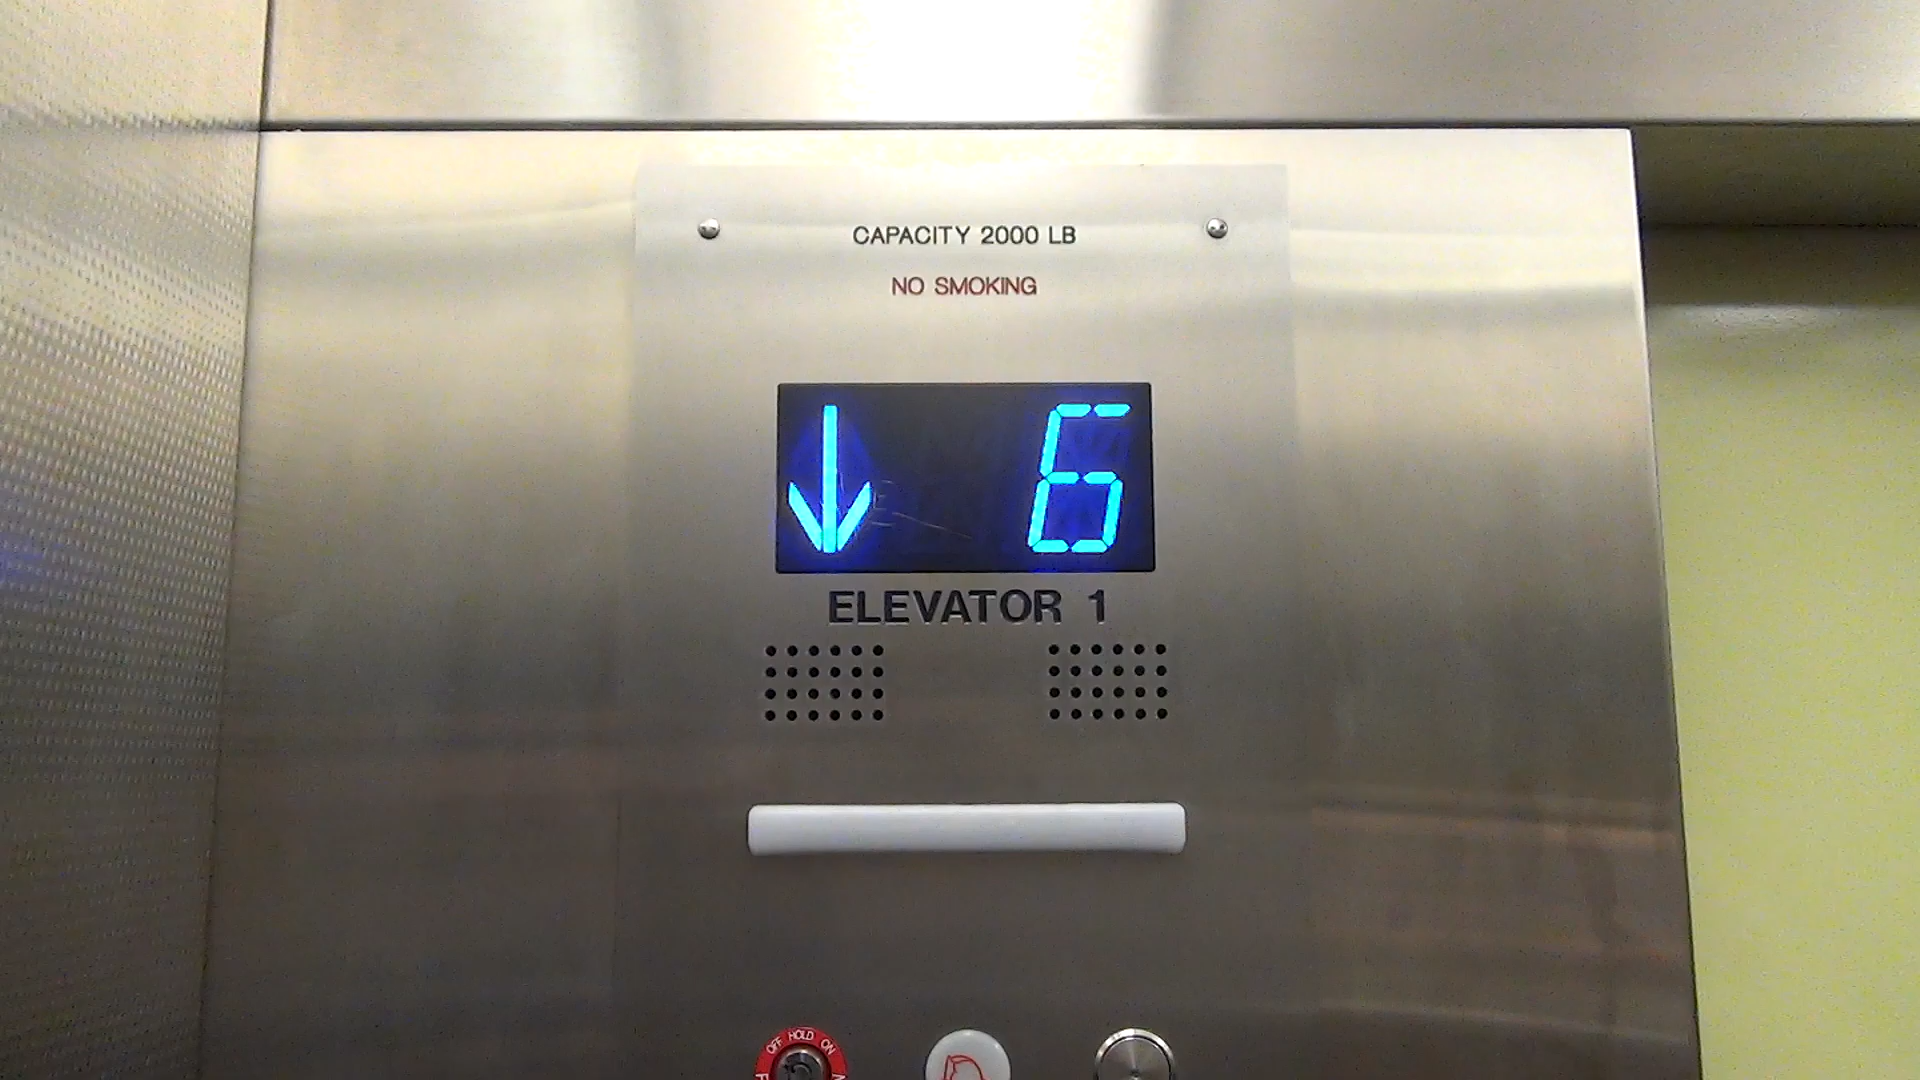 CAPACITY 2000 LB
NO SMOKING
6
ELEVATOR 1
OFF HOLD ON